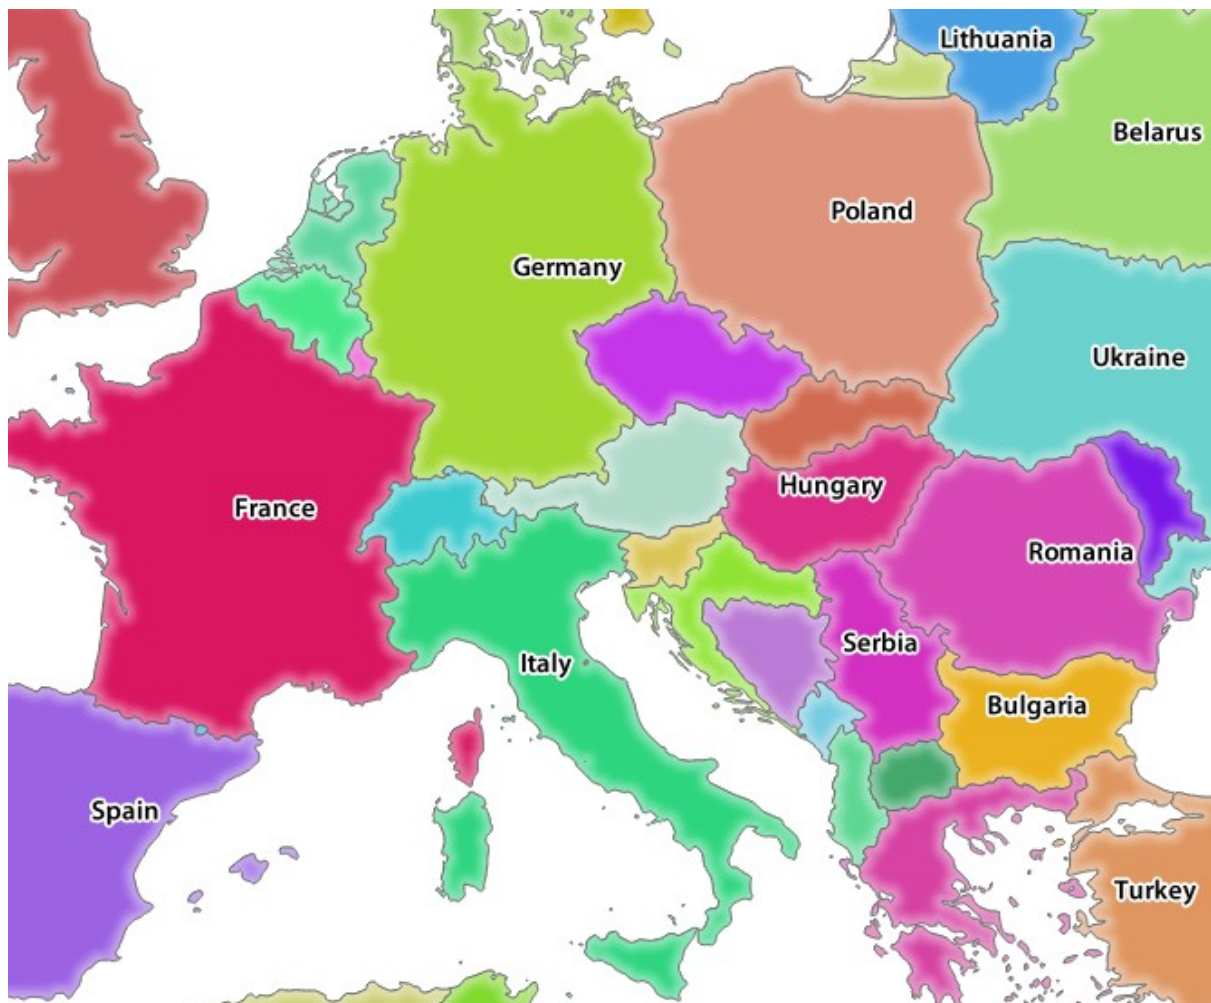 Lithuania
Belarus
Poland
Germany
Ukraine
Hungary
France
Romania
Serbia
Italy
Bulgaria
Spain
Turkey